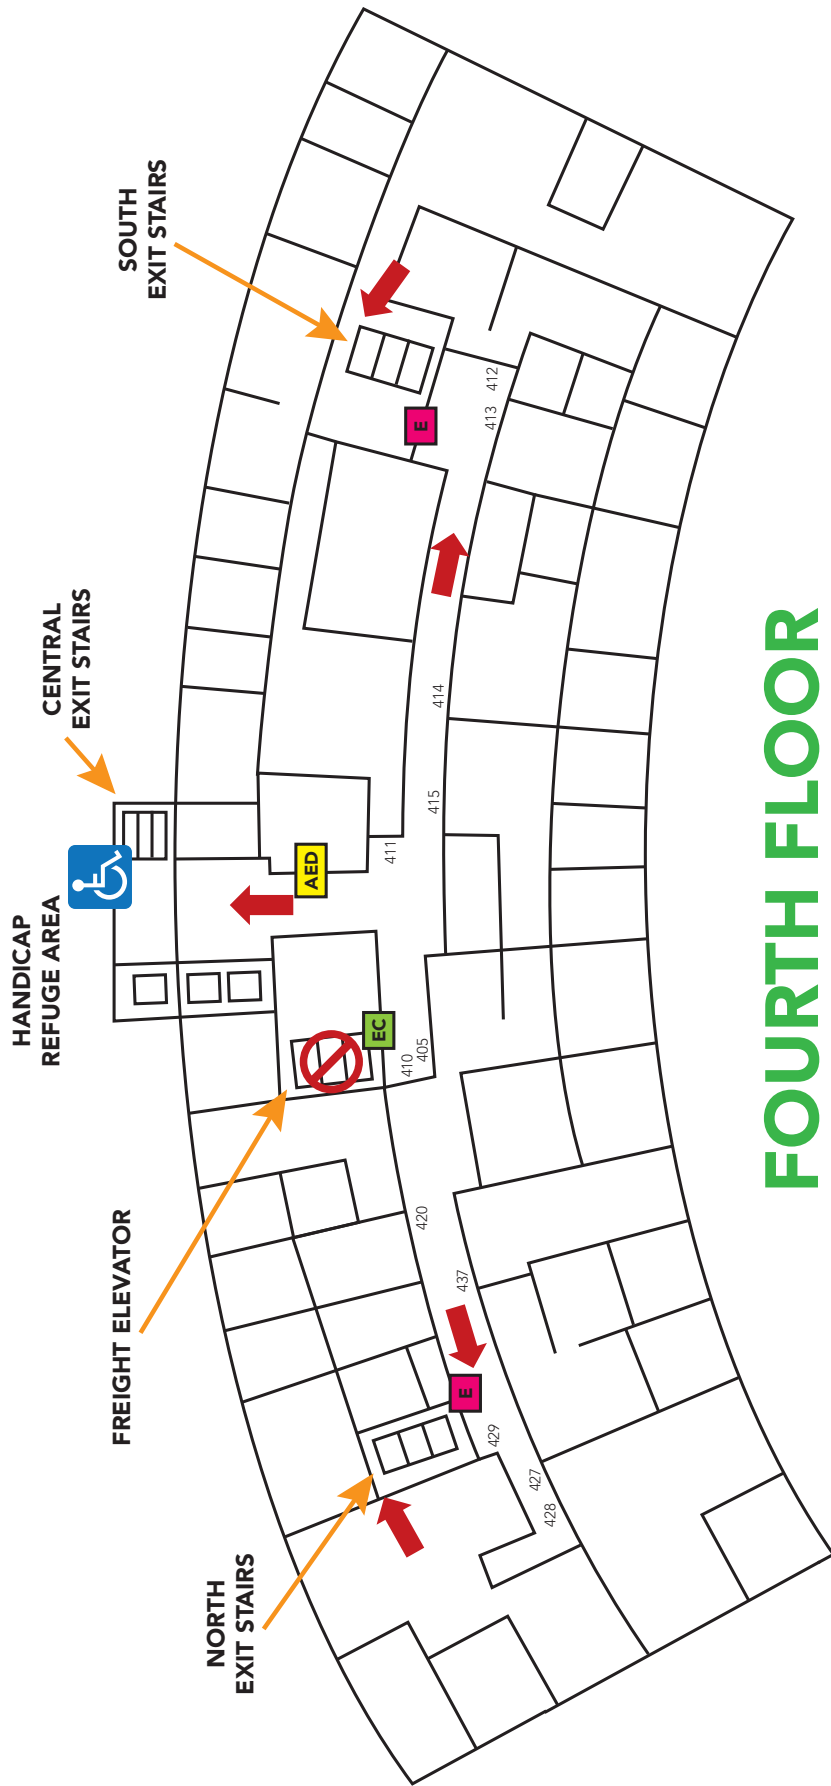 NORTH
EXIT STAIRS
FREIGHT ELEVATOR
HANDICAP
REFUGE AREA
CENTRAL
EXIT STAIRS
SOUTH
EXIT STAIRS
AED
EC
E
E
428
427
429
437
420
410
405
411
415
414
413
412
FOURTH FLOOR